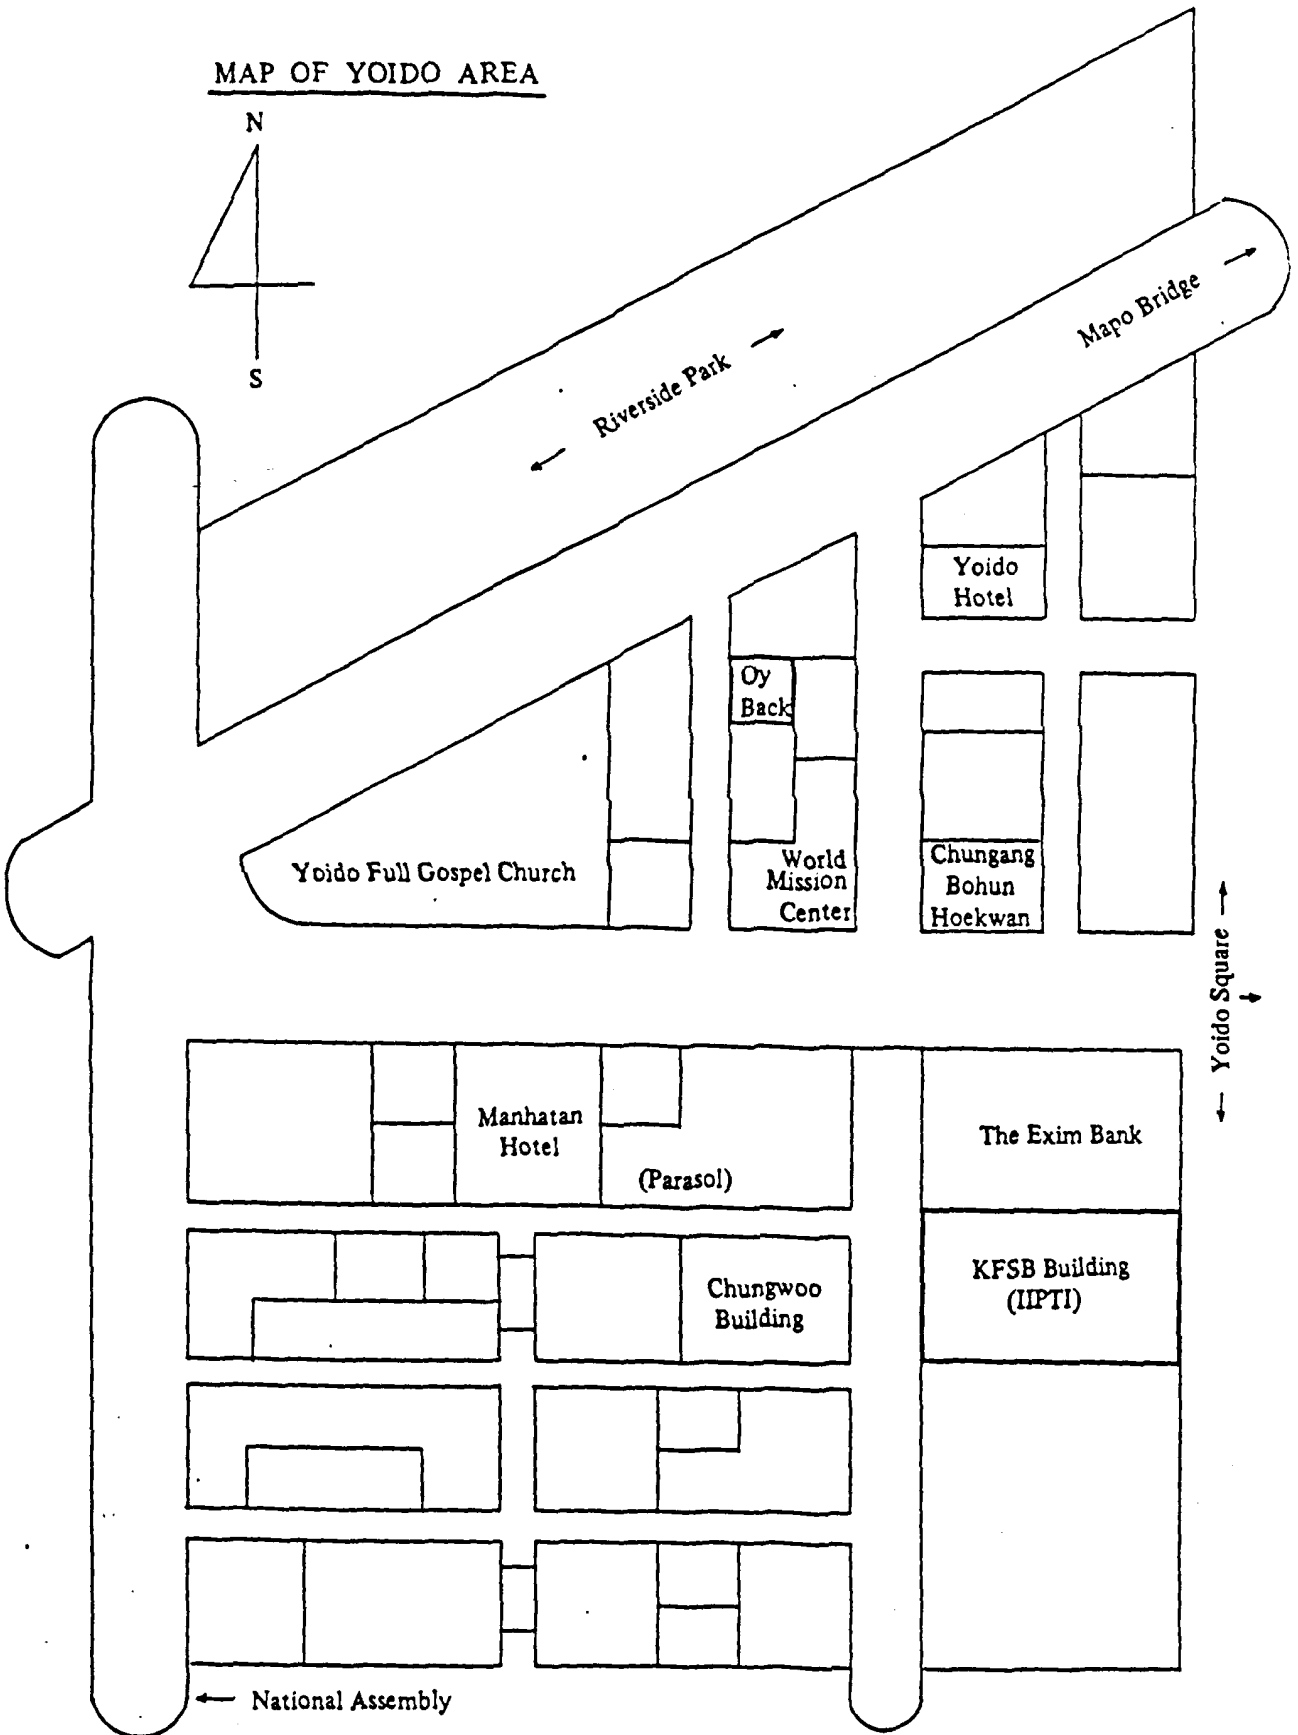 MAP OF YOIDO AREA
N
S
Riverside Park
Mapo Bridge
Yoido
Hotel
Oy
Back
Yoido Full Gospel Church
World
Mission
Center
Chungang
Bohun
Hoekwan
Yoido Square
Manhatan
Hotel
(Parasol)
The Exim Bank
Chungwoo
Building
KFSB Building
(IIPTI)
National Assembly